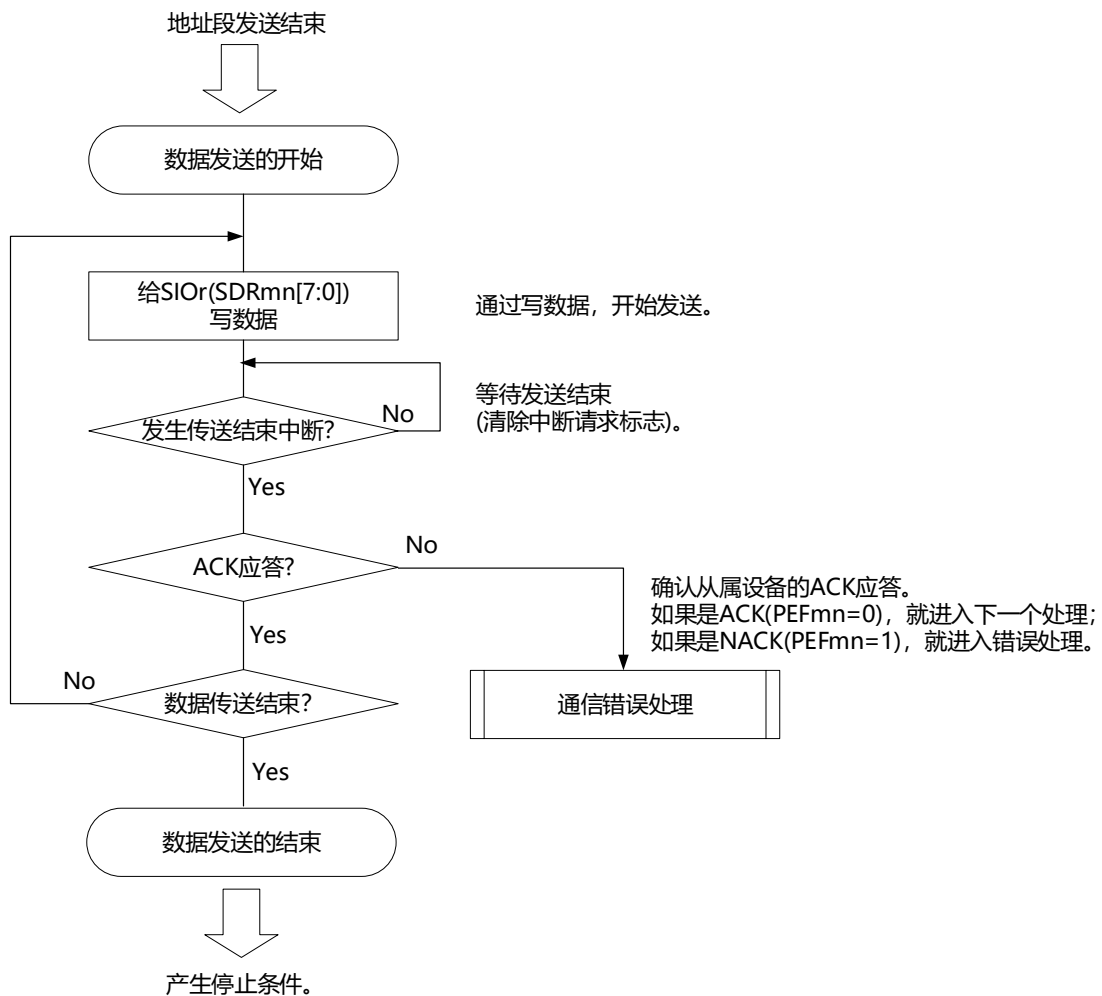 地址段发送结束
数据发送的开始
给SIOr(SDRmn[7:0])
写数据
通过写数据，开始发送。
等待发送结束
(清除中断请求标志)。
No
发生传送结束中断?
Yes
No
ACK应答?
确认从属设备的ACK应答。
如果是ACK(PEFmn=0)，就进入下一个处理；
如果是NACK(PEFmn=1)，就进入错误处理。
Yes
No
数据传送结束?
通信错误处理
Yes
数据发送的结束
产生停止条件。